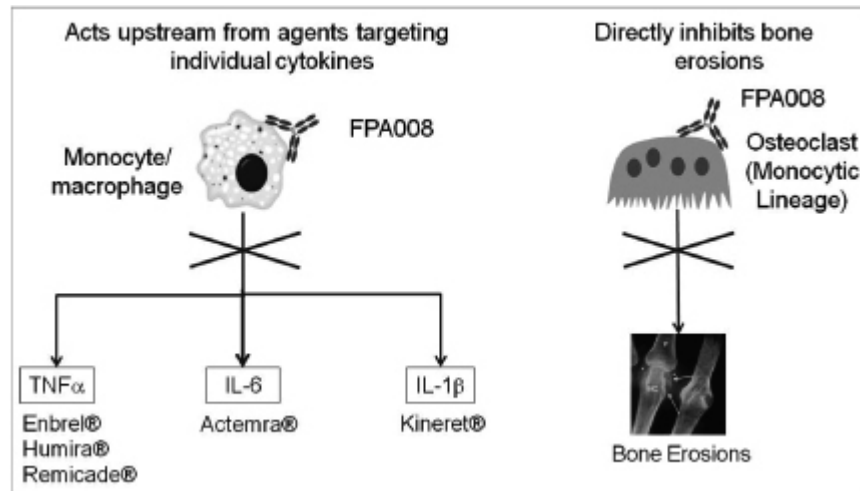 Acts upstream from agents targeting
individual cytokines
FPA008
Monocyte/
macrophage
TNFα
Enbrel®
Humira®
Remicade®
IL-6
Actemra®
IL-1β
Kineret®
Directly inhibits bone
erosions
FPA008
Osteoclast
(Monocytic
Lineage)
Bone Erosions